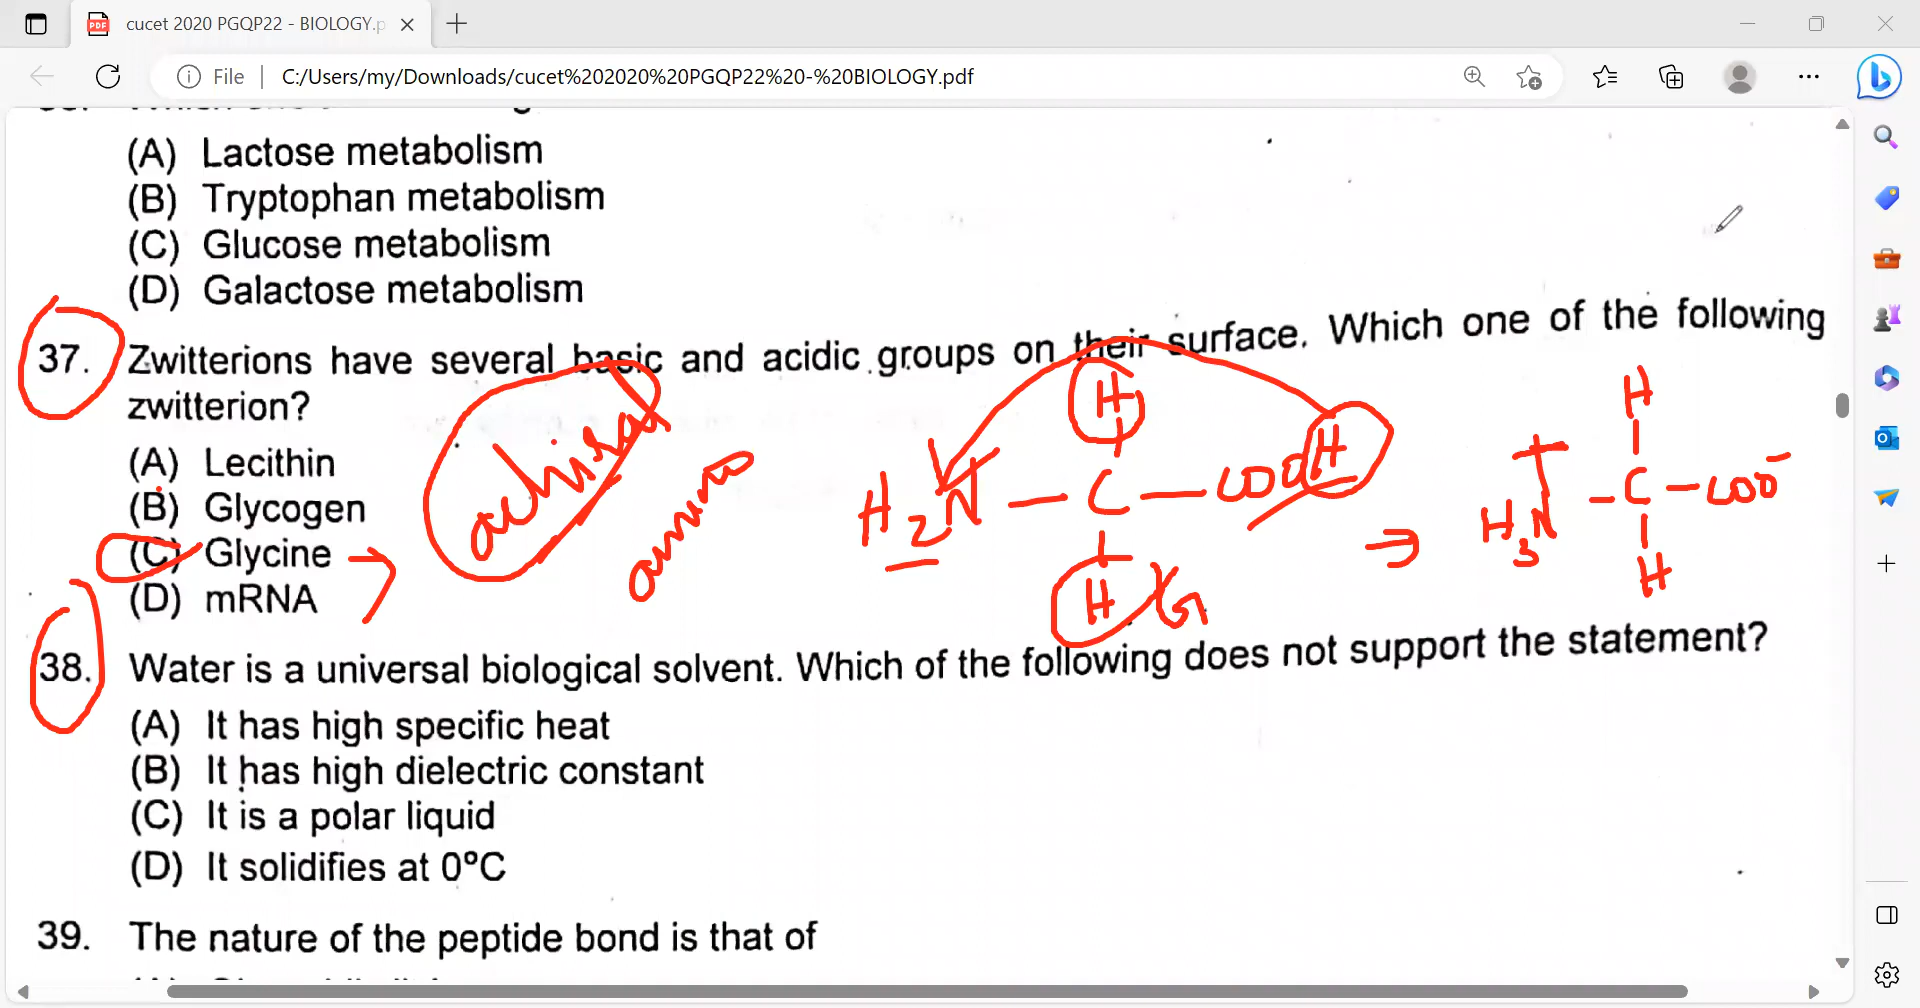 cucet 2020 PGQP22 - BIOLOGY.p
File C:/Users/my/Downloads/cucet%202020%20PGQP22%20-%20BIOLOGY.pdf
(A) Lactose metabolism
(B) Tryptophan metabolism
(C) Glucose metabolism
(D) Galactose metabolism
37. Zwitterions have several basic and acidic groups on their surface. Which one of the following
zwitterion?
(A) Lecithin
(B) Glycogen
(C) Glycine
(D) mRNA
achiral
amino
H
H₂N — C — COOH
H
→
H
H₃N⁺ – C – COO⁻
H
38. Water is a universal biological solvent. Which of the following does not support the statement?
(A) It has high specific heat
(B) It has high dielectric constant
(C) It is a polar liquid
(D) It solidifies at 0ºC
39. The nature of the peptide bond is that of